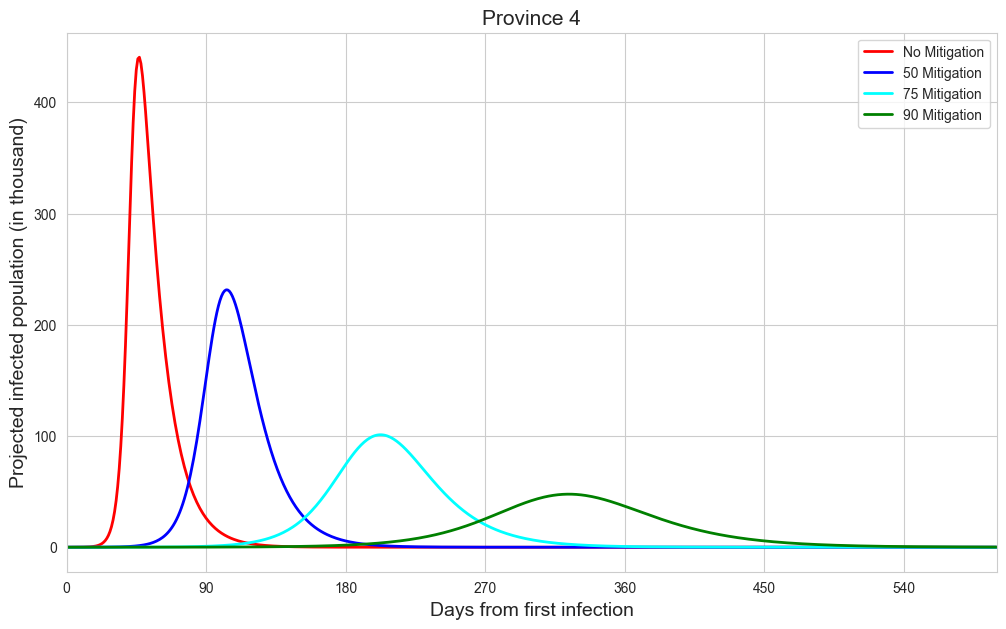 Province 4
Projected infected population (in thousand)
400
300
200
100
0
No Mitigation
50 Mitigation
75 Mitigation
90 Mitigation
0 90 180 270 360 450 540
Days from first infection